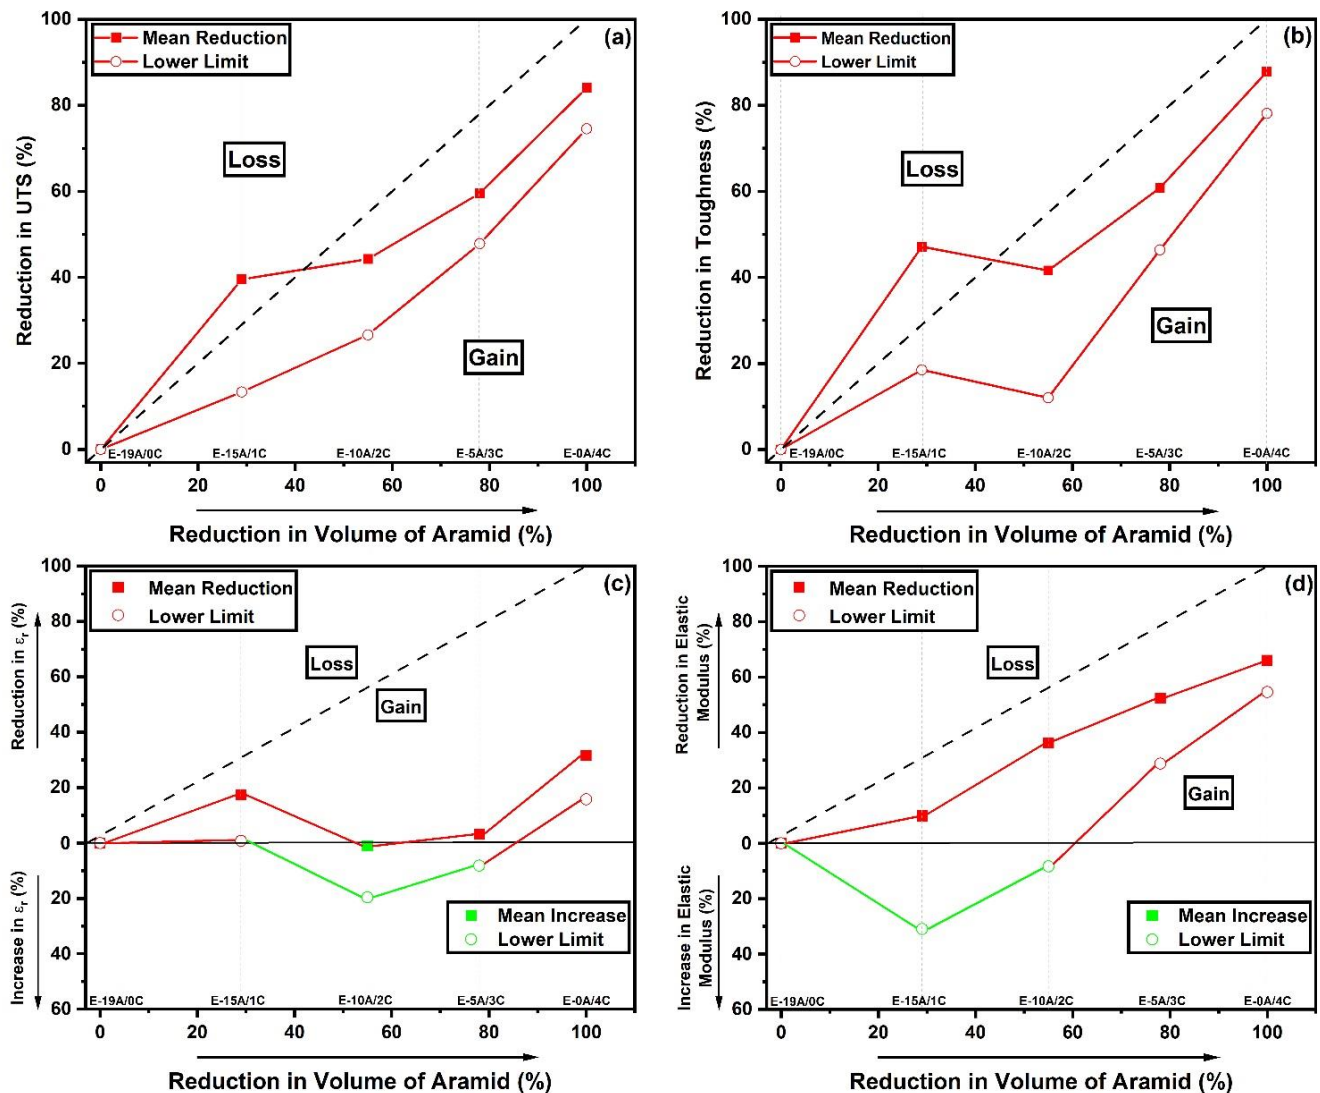 (a)
Mean Reduction
Lower Limit
Loss
Gain
Reduction in UTS (%)
100
80
60
40
20
0
E-19A/0C E-15A/1C E-10A/2C E-5A/3C E-0A/4C
0 20 40 60 80 100
Reduction in Volume of Aramid (%)
(b)
Mean Reduction
Lower Limit
Loss
Gain
Reduction in Toughness (%)
100
80
60
40
20
0
E-19A/0C E-15A/1C E-10A/2C E-5A/3C E-0A/4C
0 20 40 60 80 100
Reduction in Volume of Aramid (%)
(c)
Mean Reduction
Lower Limit
Loss
Gain
Reduction in εr (%)
Increase in εr (%)
100
80
60
40
20
0
20
40
60
Mean Increase
Lower Limit
E-19A/0C E-15A/1C E-10A/2C E-5A/3C E-0A/4C
0 20 40 60 80 100
Reduction in Volume of Aramid (%)
(d)
Mean Reduction
Lower Limit
Loss
Gain
Reduction in Elastic
Modulus (%)
Increase in Elastic
Modulus (%)
100
80
60
40
20
0
20
40
60
Mean Increase
Lower Limit
E-19A/0C E-15A/1C E-10A/2C E-5A/3C E-0A/4C
0 20 40 60 80 100
Reduction in Volume of Aramid (%)